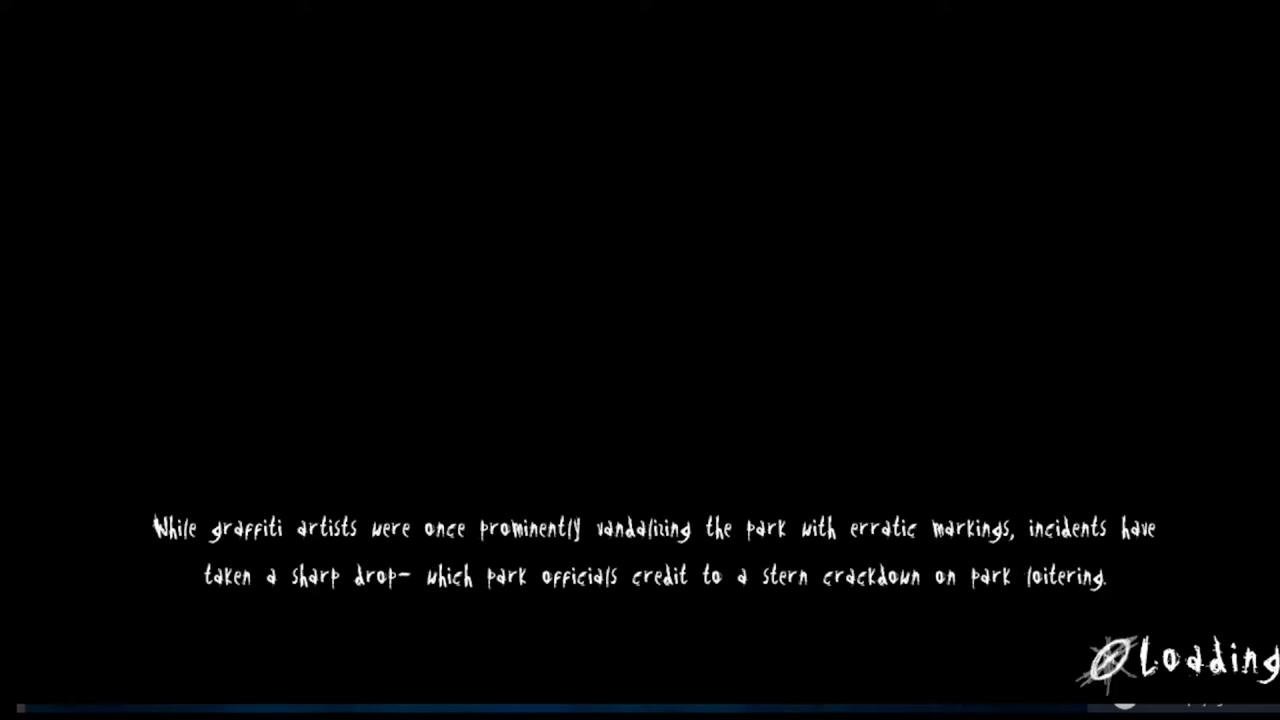 While graffiti artists were once prominently vandalizing the park with erratic markings, incidents have
taken a sharp drop- which park officials credit to a stern crackdown on park loitering.
Loading